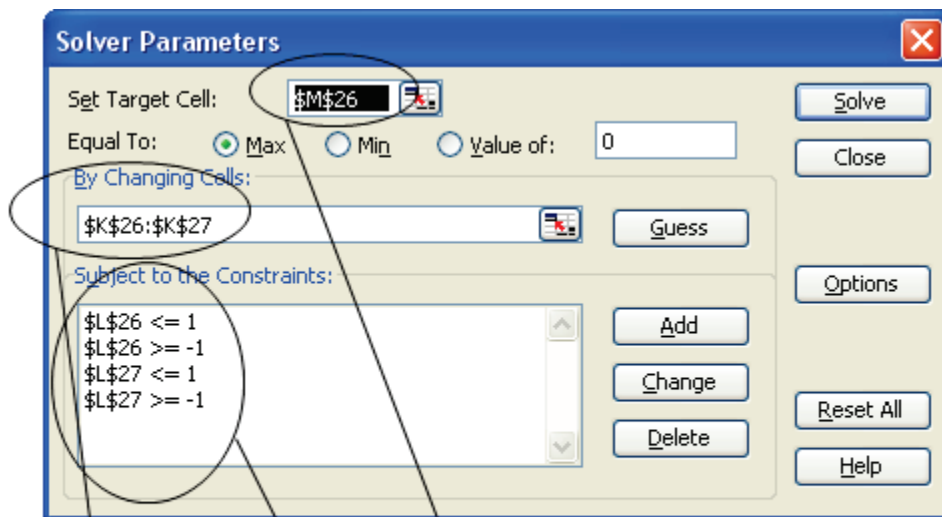 Solver Parameters
Set Target Cell: $M$26 Solve
Equal To: Max Min Value of: 0 Close
By Changing Cells:
$K$26:$K$27 Guess
Subject to the Constraints: Options
$L$26 <= 1 Add
$L$26 >= -1
$L$27 <= 1 Change
$L$27 >= -1
Reset All
Delete
Help